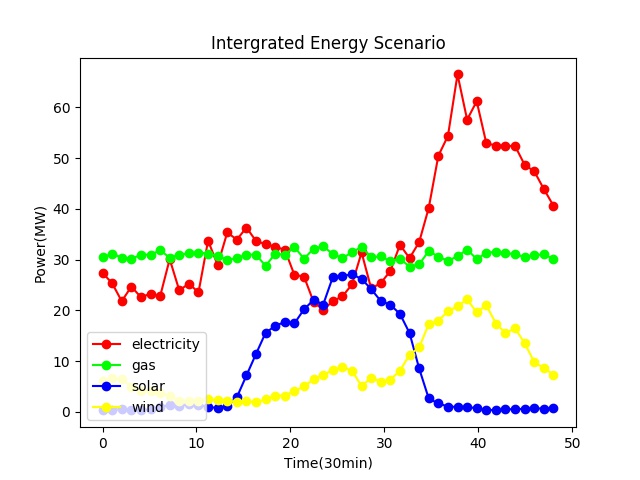 Intergrated Energy Scenario
Power(MW)
60
50
40
30
20
10
0
electricity
gas
solar
wind
0 10 20 30 40 50
Time(30min)